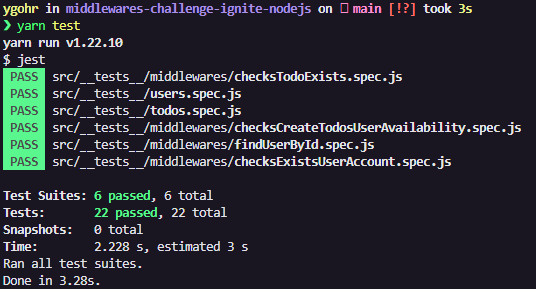 ygohr in middlewares-challenge-ignite-nodejs on main [!?] took 3s
❯ yarn test
yarn run v1.22.10
$ jest
PASS src/__tests__/middlewares/checksTodoExists.spec.js
PASS src/__tests__/users.spec.js
PASS src/__tests__/todos.spec.js
PASS src/__tests__/middlewares/checksCreateTodosUserAvailability.spec.js
PASS src/__tests__/middlewares/findUserById.spec.js
PASS src/__tests__/middlewares/checksExistsUserAccount.spec.js
Test Suites: 6 passed, 6 total
Tests: 22 passed, 22 total
Snapshots: 0 total
Time: 2.228 s, estimated 3 s
Ran all test suites.
Done in 3.28s.